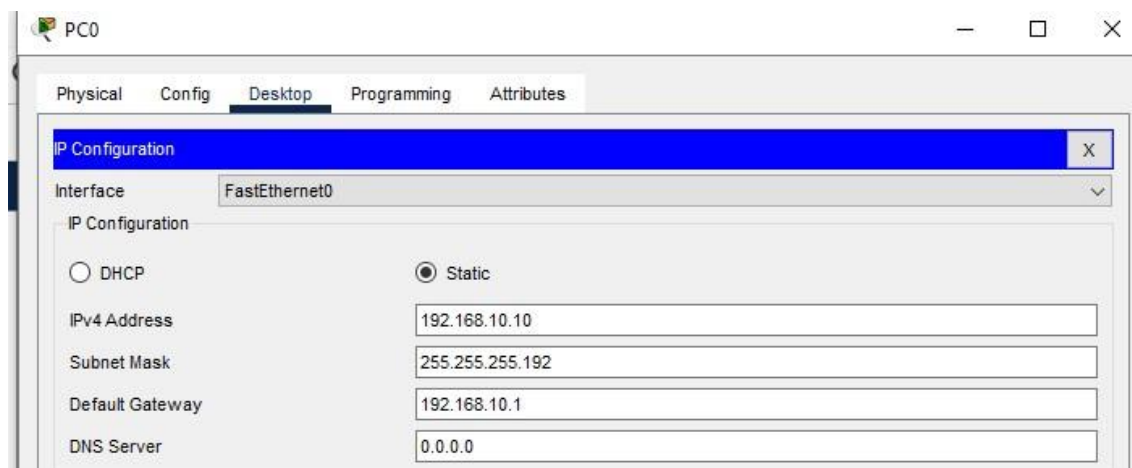 PC0
Physical Config Desktop Programming Attributes
IP Configuration X
Interface FastEthernet0
IP Configuration
DHCP Static
IPv4 Address 192.168.10.10
Subnet Mask 255.255.255.192
Default Gateway 192.168.10.1
DNS Server 0.0.0.0